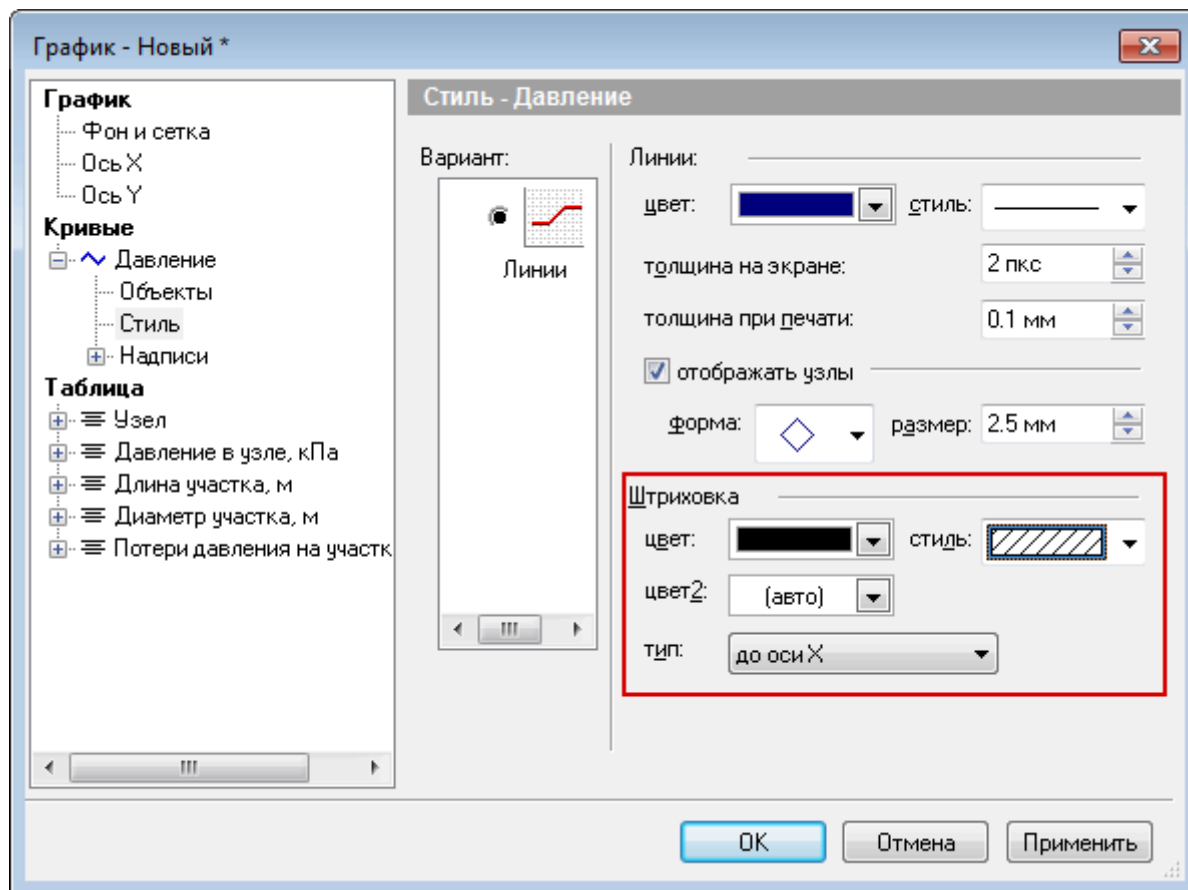 График - Новый *
График
Фон и сетка
Ось X
Ось Y
Кривые
Давление
Объекты
Стиль
Надписи
Таблица
Узел
Давление в узле, кПа
Длина участка, м
Диаметр участка, м
Потери давления на участк
Стиль - Давление
Вариант:
Линии
Линии:
цвет:
стиль:
толщина на экране:
2 пкс
толщина при печати:
0.1 мм
отображать узлы
форма:
размер:
2.5 мм
Штриховка
цвет:
стиль:
цвет2:
(авто)
тип:
до оси X
OK
Отмена
Применить